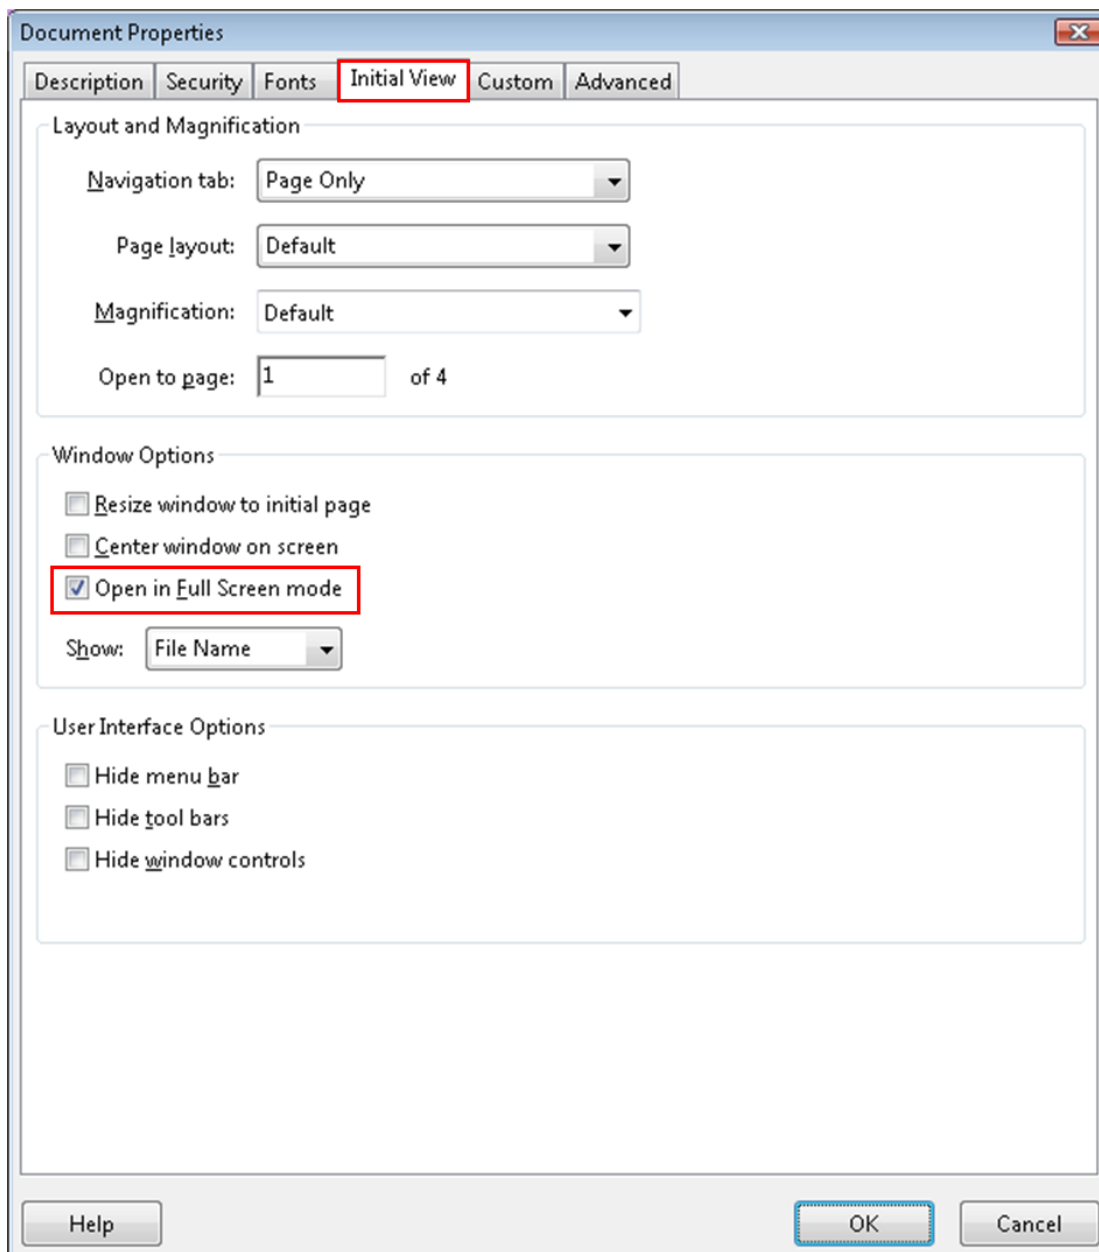 Document Properties
Description Security Fonts Initial View Custom Advanced
Layout and Magnification
Navigation tab: Page Only
Page layout: Default
Magnification: Default
Open to page: 1 of 4
Window Options
Resize window to initial page
Center window on screen
Open in Full Screen mode
Show: File Name
User Interface Options
Hide menu bar
Hide tool bars
Hide window controls
Help OK Cancel